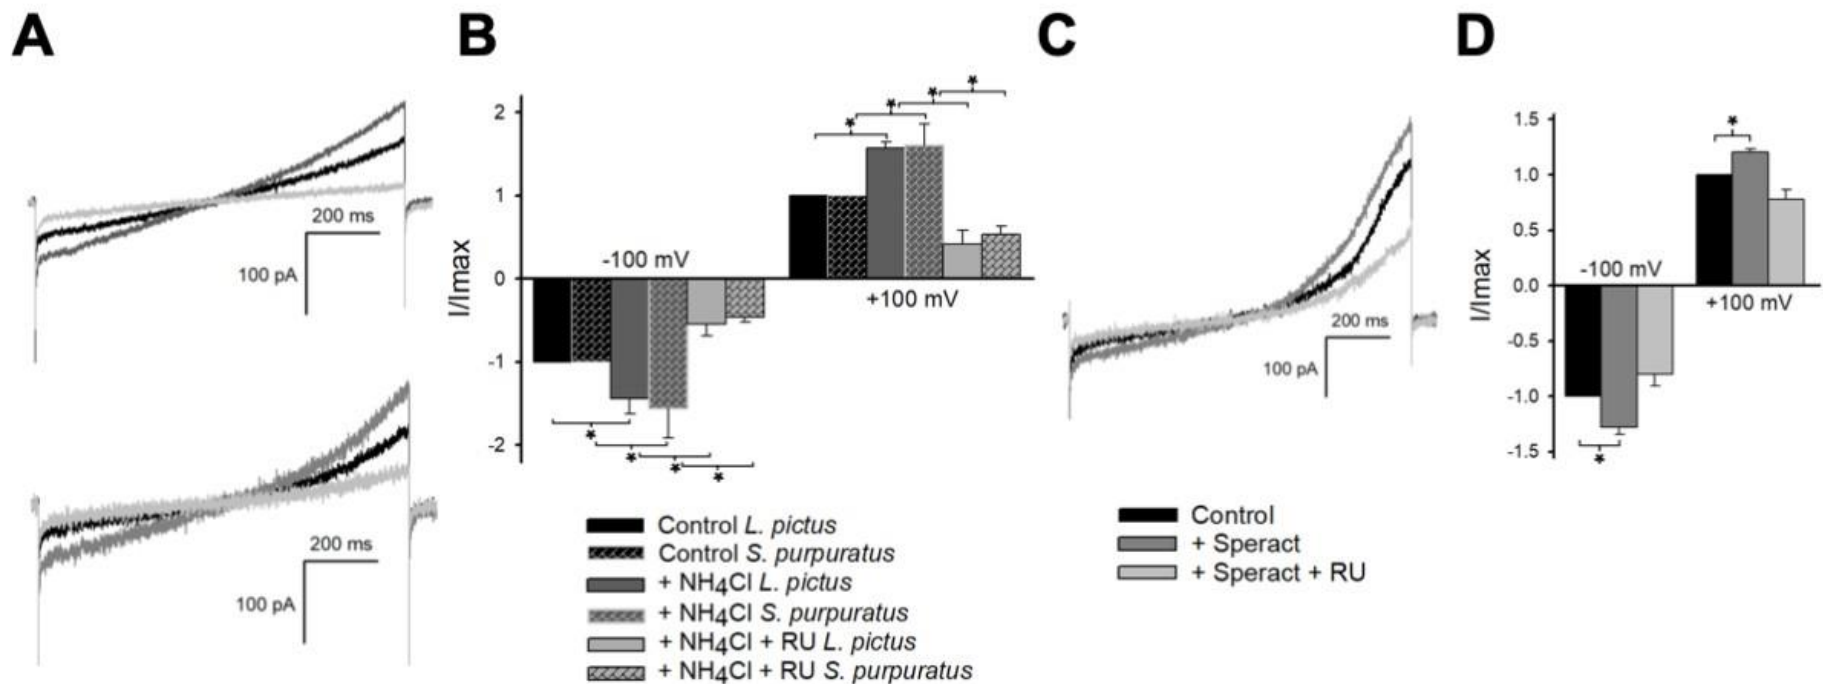 A
200 ms
100 pA
200 ms
100 pA
B
I/Imax
2
1
0
-1
-2
-100 mV
+100 mV
*
*
*
*
*
*
*
*
Control L. pictus
Control S. purpuratus
+ NH4Cl L. pictus
+ NH4Cl S. purpuratus
+ NH4Cl + RU L. pictus
+ NH4Cl + RU S. purpuratus
C
200 ms
100 pA
D
I/Imax
1.5
1.0
0.5
0.0
-0.5
-1.0
-1.5
-100 mV
+100 mV
*
*
Control
+ Speract
+ Speract + RU